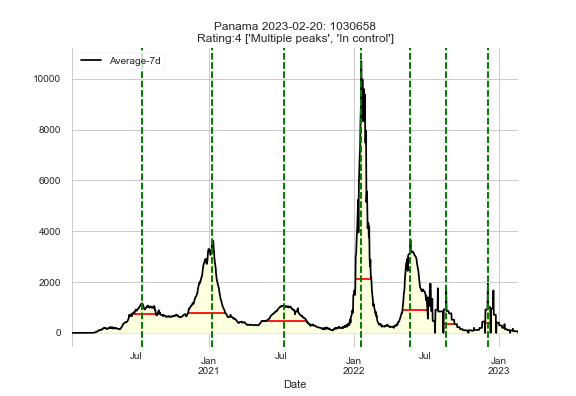 Panama 2023-02-20: 1030658
Rating:4 ['Multiple peaks', 'In control']
Average-7d
10000
8000
6000
4000
2000
0
Jul
Jan
2021
Jul
Jan
2022
Jul
Jan
2023
Date